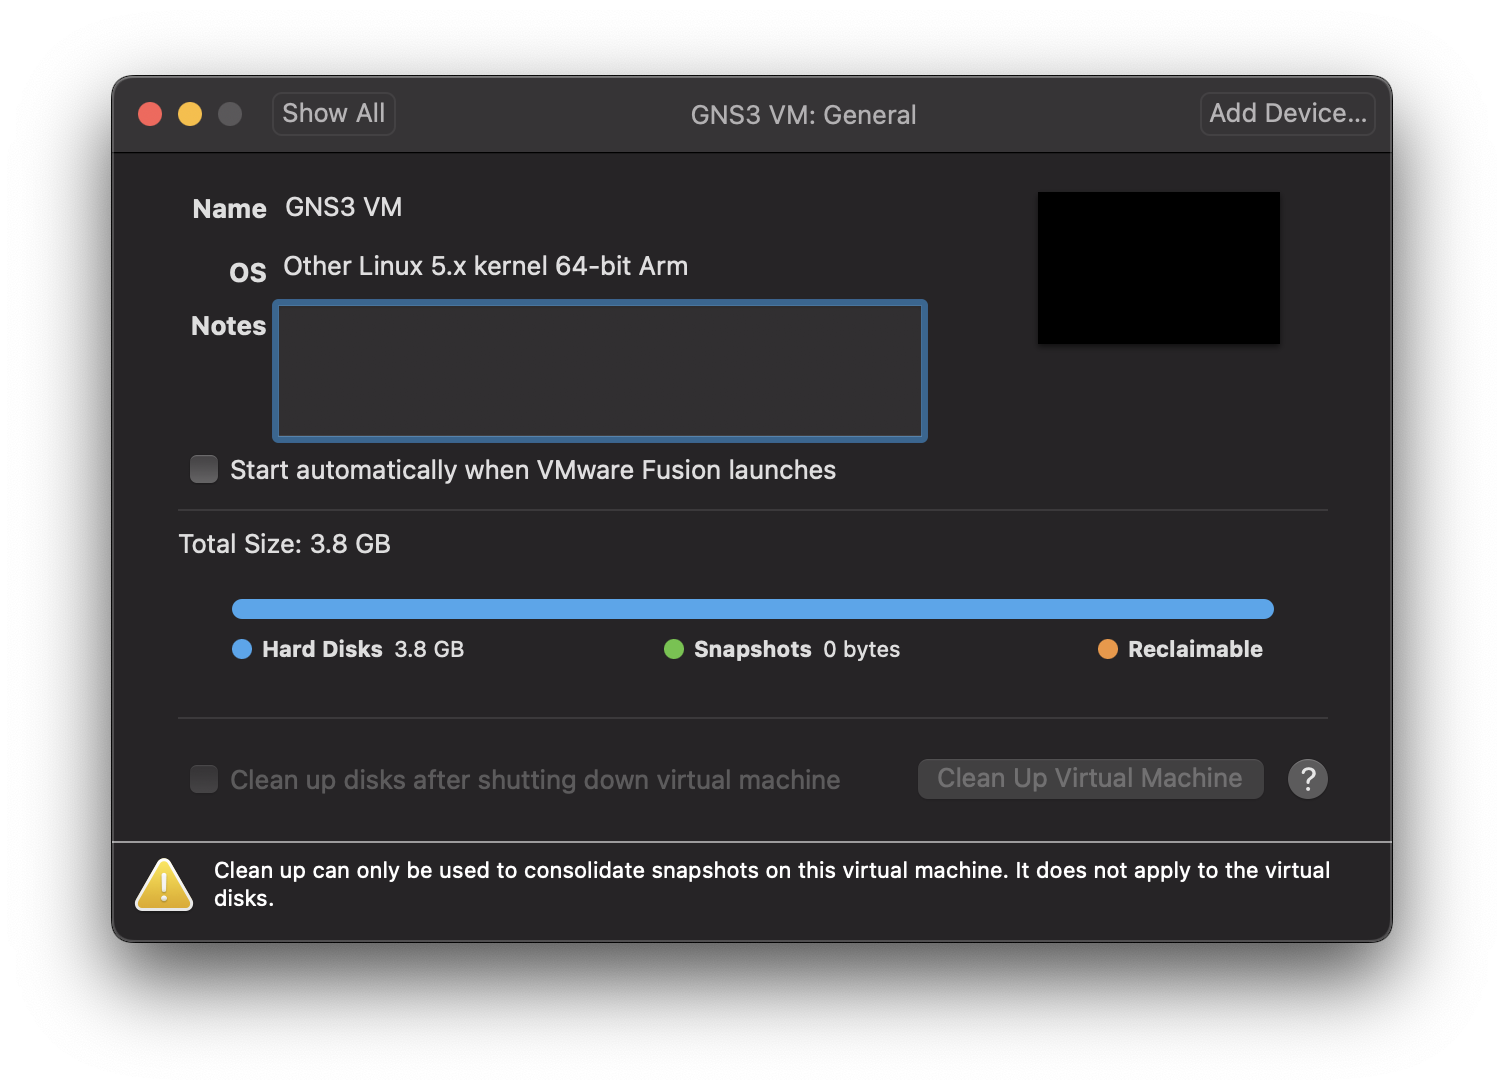 Show All
GNS3 VM: General
Add Device...
Name GNS3 VM
OS Other Linux 5.x kernel 64-bit Arm
Notes
Start automatically when VMware Fusion launches
Total Size: 3.8 GB
Hard Disks 3.8 GB
Snapshots 0 bytes
Reclaimable
Clean up disks after shutting down virtual machine
Clean Up Virtual Machine
?
Clean up can only be used to consolidate snapshots on this virtual machine. It does not apply to the virtual
disks.